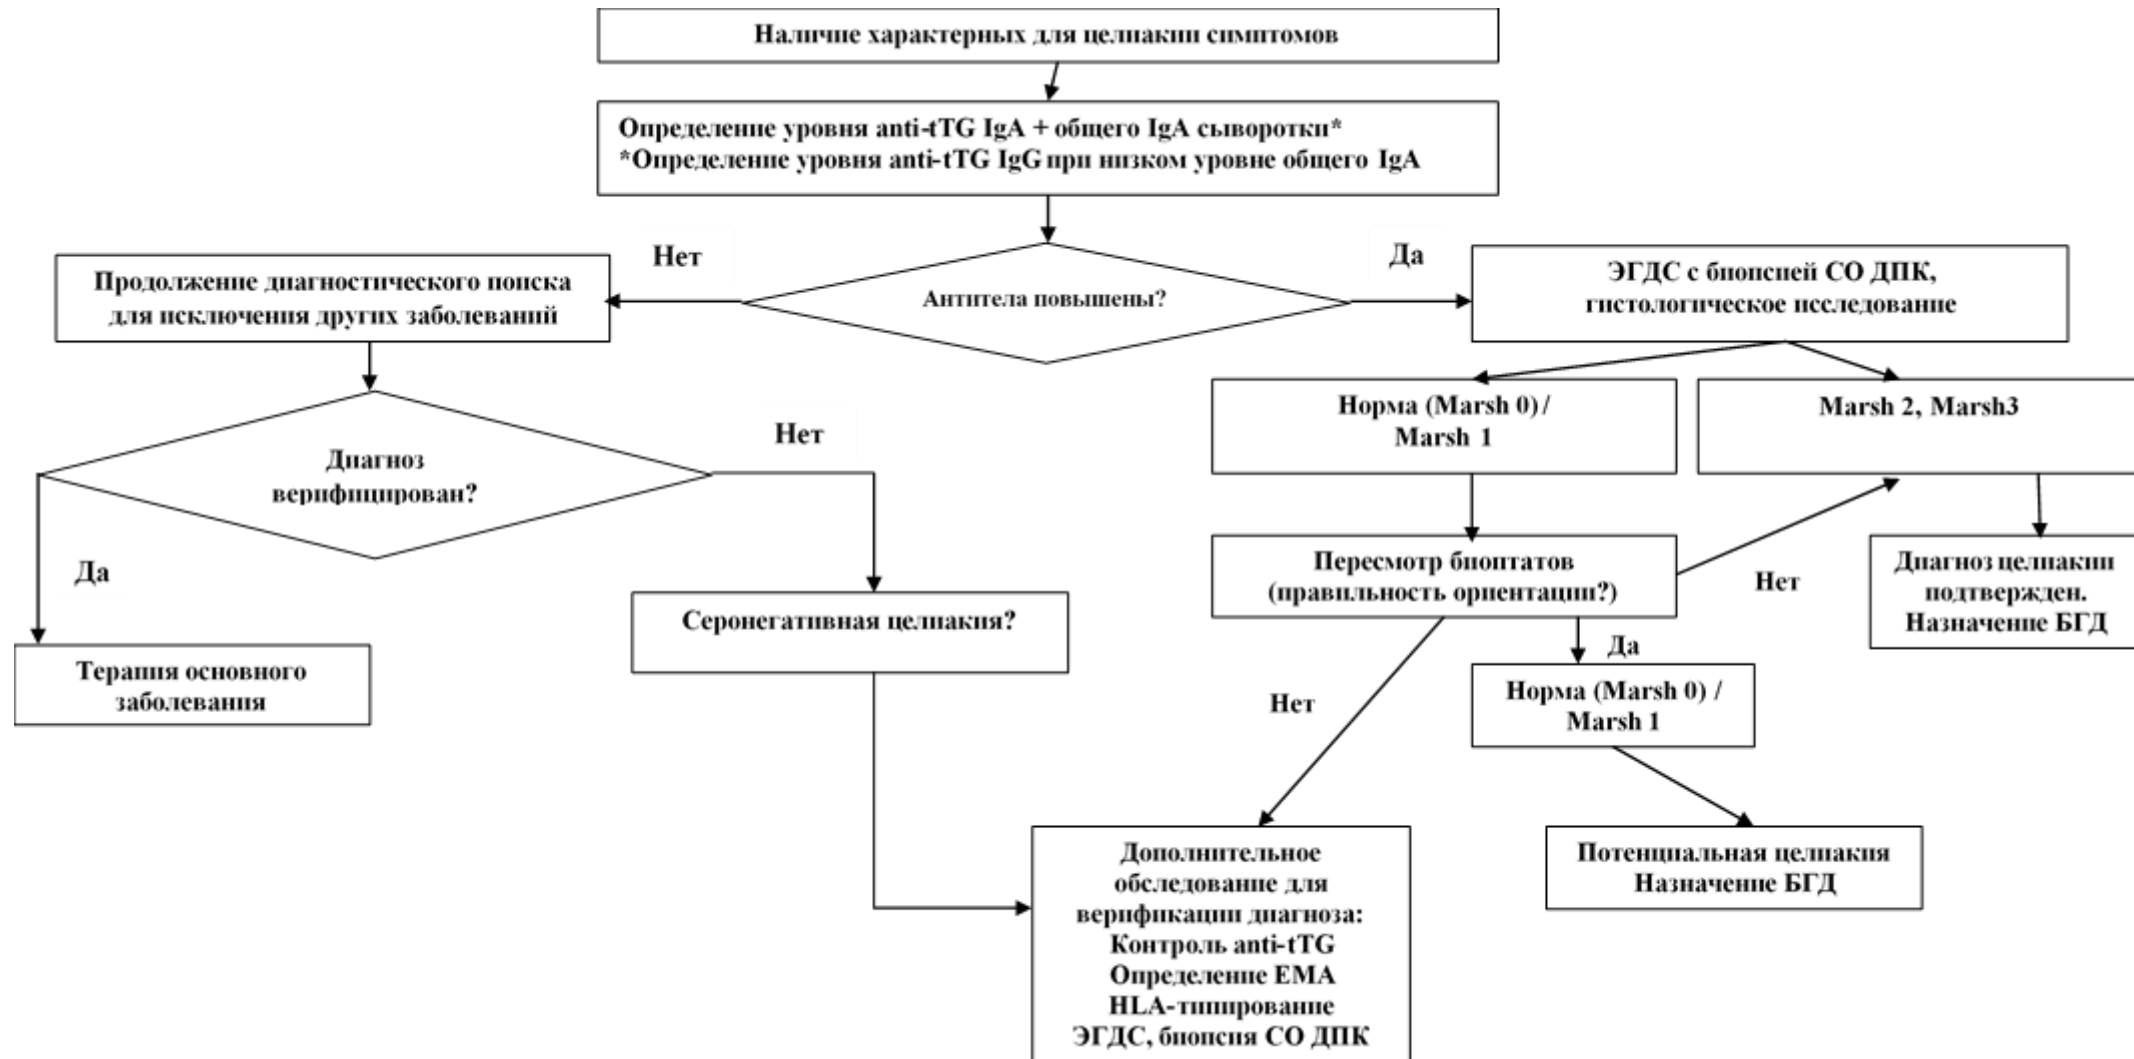 Наличие характерных для целиакии симптомов
Определение уровня anti-tTG IgA + общего IgA сыворотки*
*Определение уровня anti-tTG IgG при низком уровне общего IgA
Нет
Да
Антитела повышены?
Продолжение диагностического поиска
для исключения других заболеваний
ЭГДС с биопсией СО ДПК,
гистологическое исследование
Норма (Marsh 0) /
Marsh 1
Marsh 2, Marsh3
Диагноз
верифицирован?
Нет
Да
Пересмотр биоптатов
(правильность ориентации?)
Нет
Диагноз целиакии
подтвержден.
Назначение БГД
Серонегативная целиакия?
Терапия основного
заболевания
Да
Нет
Норма (Marsh 0) /
Marsh 1
Дополнительное
обследование для
верификации диагноза:
Контроль anti-tTG
Определение EMA
HLA-типирование
ЭГДС, биопсия СО ДПК
Потенциальная целиакия
Назначение БГД